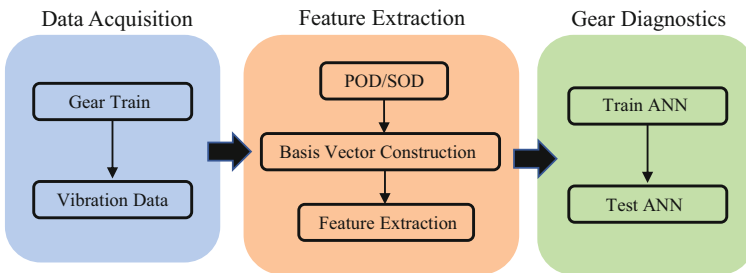 Data Acquisition
Feature Extraction
Gear Diagnostics
Gear Train
Vibration Data
POD/SOD
Basis Vector Construction
Feature Extraction
Train ANN
Test ANN